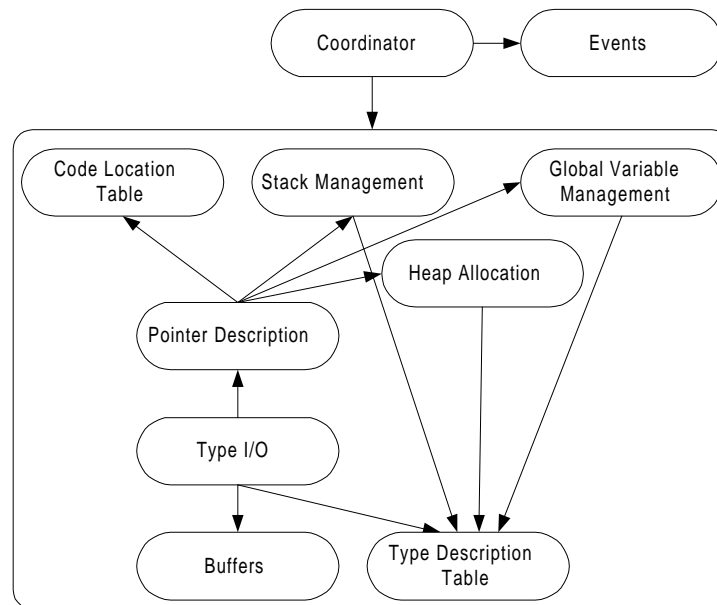 Coordinator
Events
Code Location
Table
Stack Management
Global Variable
Management
Heap Allocation
Pointer Description
Type I/O
Buffers
Type Description
Table